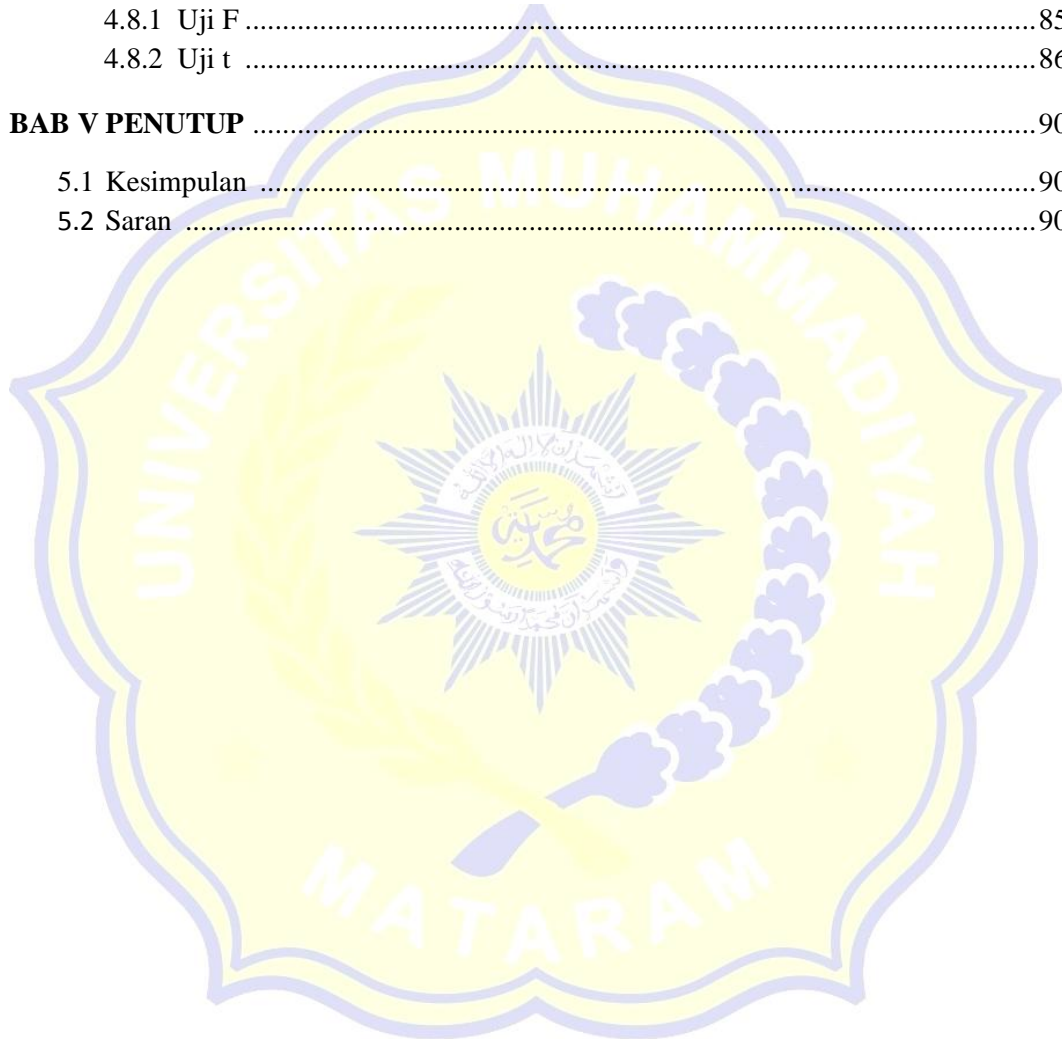 4.8.1 Uji F ........................................................................................................ 85
4.8.2 Uji t ........................................................................................................ 86
BAB V PENUTUP ........................................................................................................ 90
5.1 Kesimpulan ........................................................................................................ 90
5.2 Saran ........................................................................................................ 90
UNIVERSITAS MUHAMMADIYAH
MATARAM